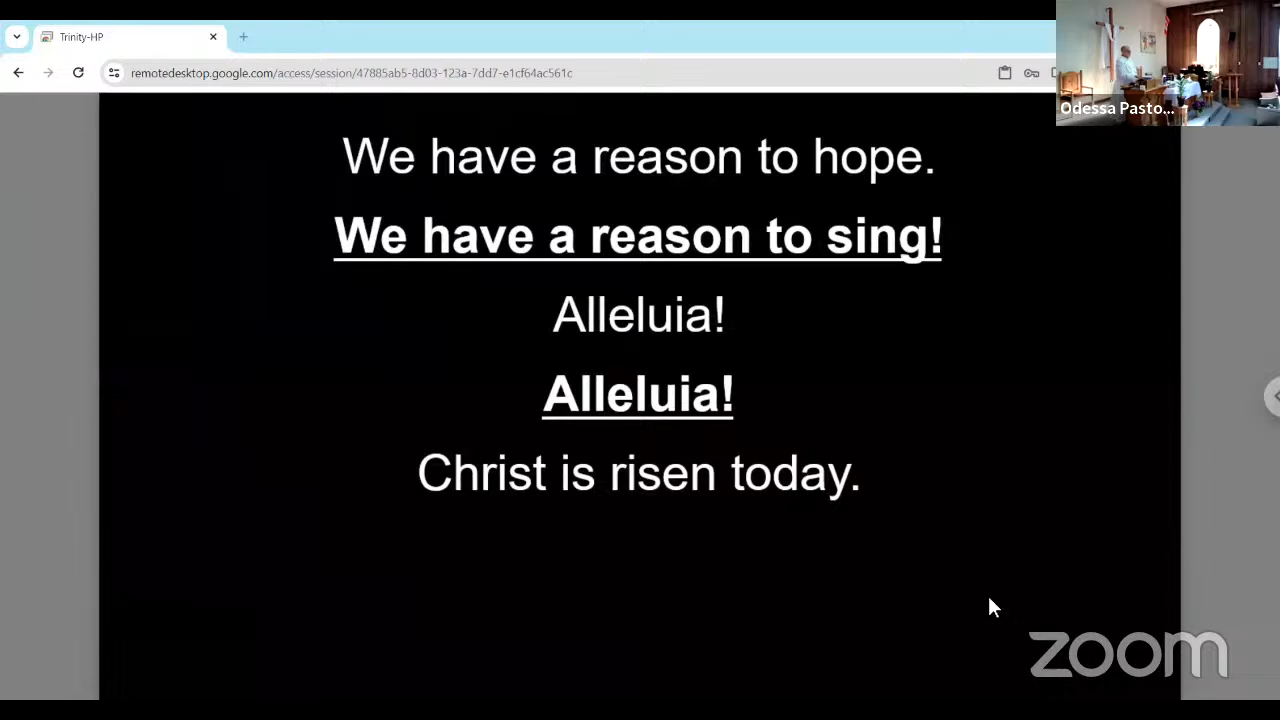 Trinity-HP
remotedesktop.google.com/access/session/47885ab5-8d03-123a-7dd7-e1cf64ac561c
Odessa Pasto...
We have a reason to hope.
We have a reason to sing!
Alleluia!
Alleluia!
Christ is risen today.
zoom